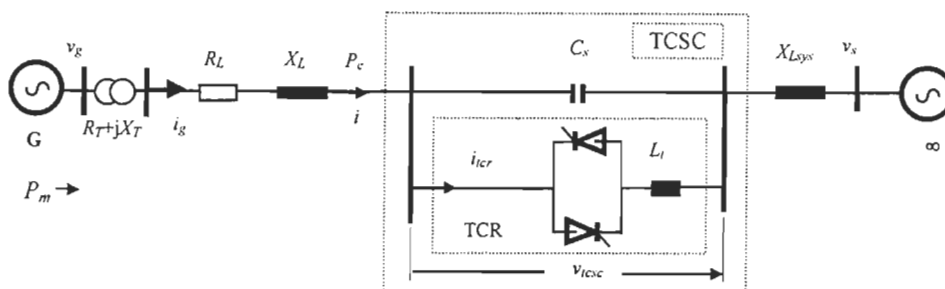 TCSC
C_s
v_g
R_L
X_L
P_c
X_Lsys
v_s
R_T+jX_T
i_g
i
G
∞
i_tcr
L_t
P_m
TCR
v_tcsc